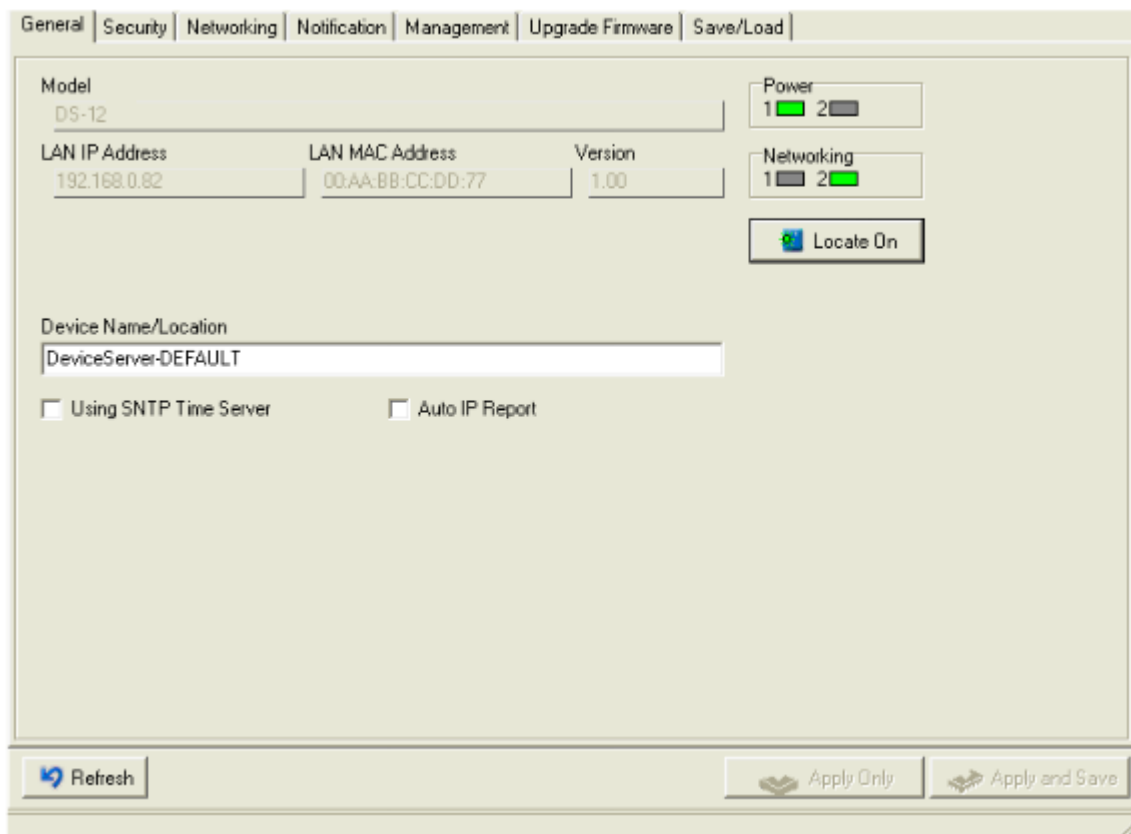 General Security Networking Notification Management Upgrade Firmware Save/Load
Model
DS-12
Power
1 2
LAN IP Address LAN MAC Address Version
192.168.0.82 00:AA:BB:CC:DD:77 1.00
Networking
1 2
Locate On
Device Name/Location
DeviceServer-DEFAULT
Using SNTP Time Server Auto IP Report
Refresh Apply Only Apply and Save